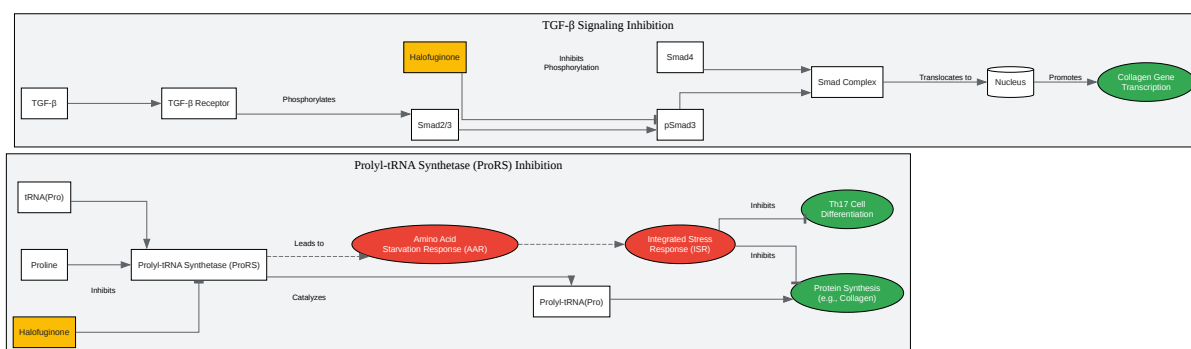 TGF-β Signaling Inhibition
Halofuginone
Inhibits
Phosphorylation
Smad4
TGF-β
TGF-β Receptor
Phosphorylates
Smad2/3
pSmad3
Smad Complex
Translocates to
Nucleus
Promotes
Collagen Gene
Transcription
Prolyl-tRNA Synthetase (ProRS) Inhibition
tRNA(Pro)
Proline
Inhibits
Halofuginone
Prolyl-tRNA Synthetase (ProRS)
Leads to
Catalyzes
Amino Acid
Starvation Response (AAR)
Prolyl-tRNA(Pro)
Integrated Stress
Response (ISR)
Inhibits
Inhibits
Th17 Cell
Differentiation
Protein Synthesis
(e.g., Collagen)